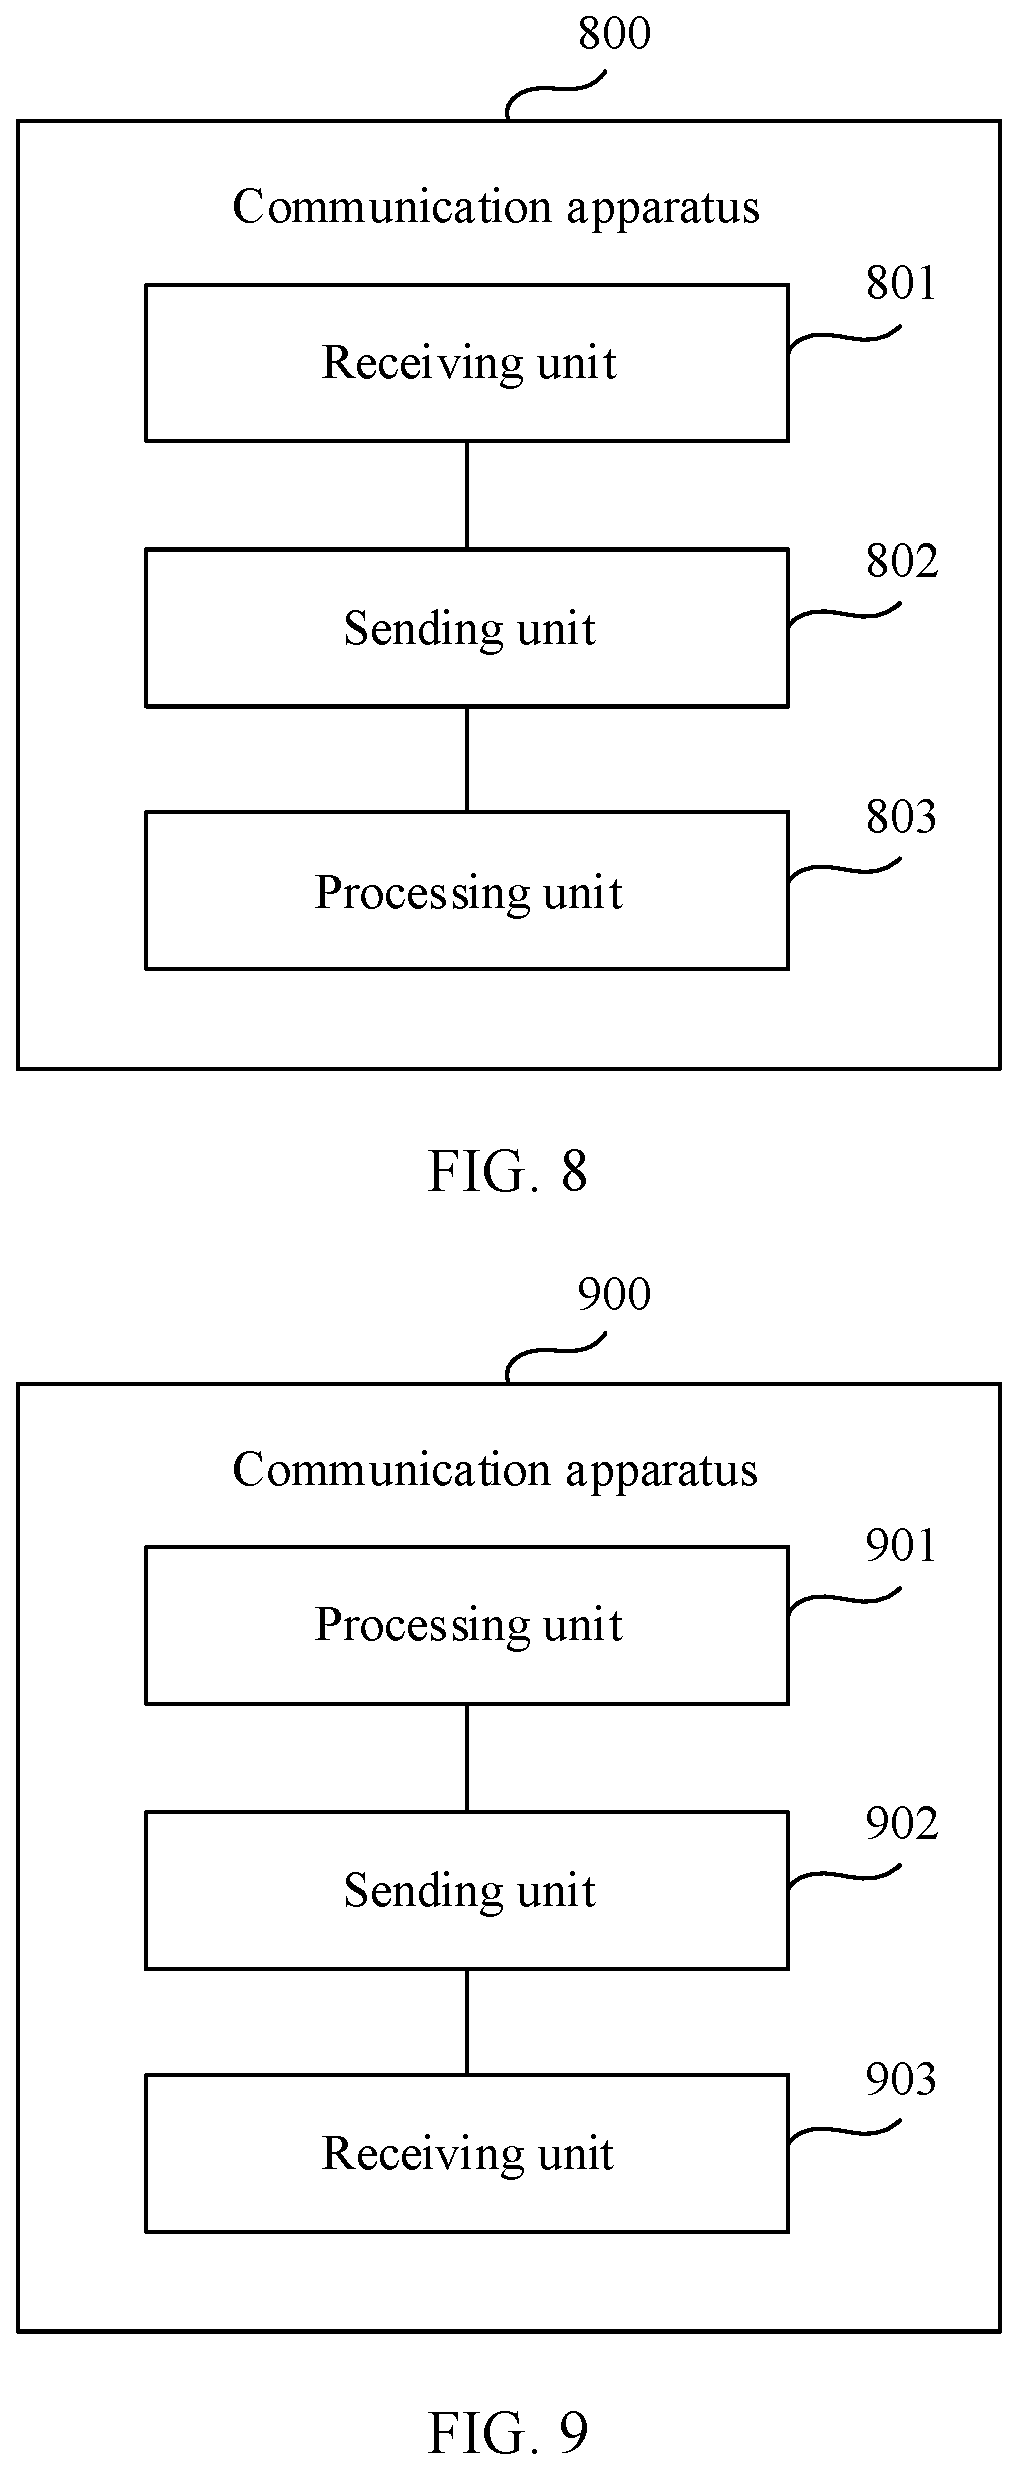 800
Communication apparatus
801
Receiving unit
802
Sending unit
803
Processing unit
FIG. 8
900
Communication apparatus
901
Processing unit
902
Sending unit
903
Receiving unit
FIG. 9